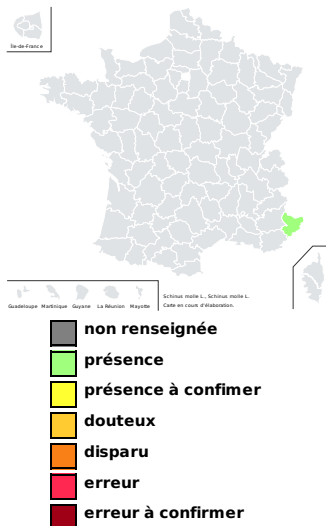 Île-de-France
Guadeloupe Martinique Guyane La Réunion Mayotte
Schinus molle L., Schinus molle L.
Carte en cours d'élaboration.
non renseignée
présence
présence à confimer
douteux
disparu
erreur
erreur à confirmer